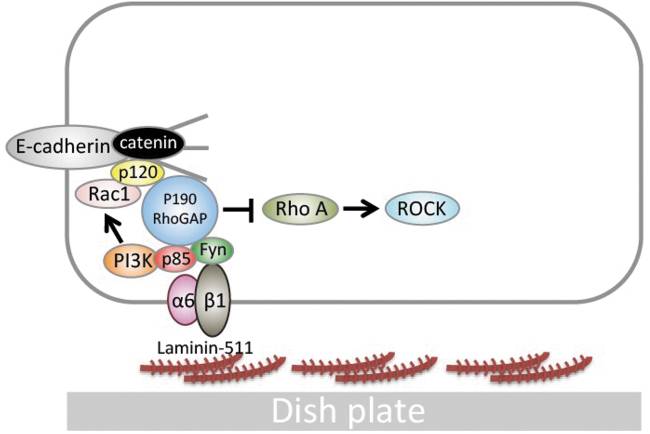 E-cadherin
catenin
p120
Rac1
P190
RhoGAP
Rho A
ROCK
PI3K
p85
Fyn
α6
β1
Laminin-511
Dish plate